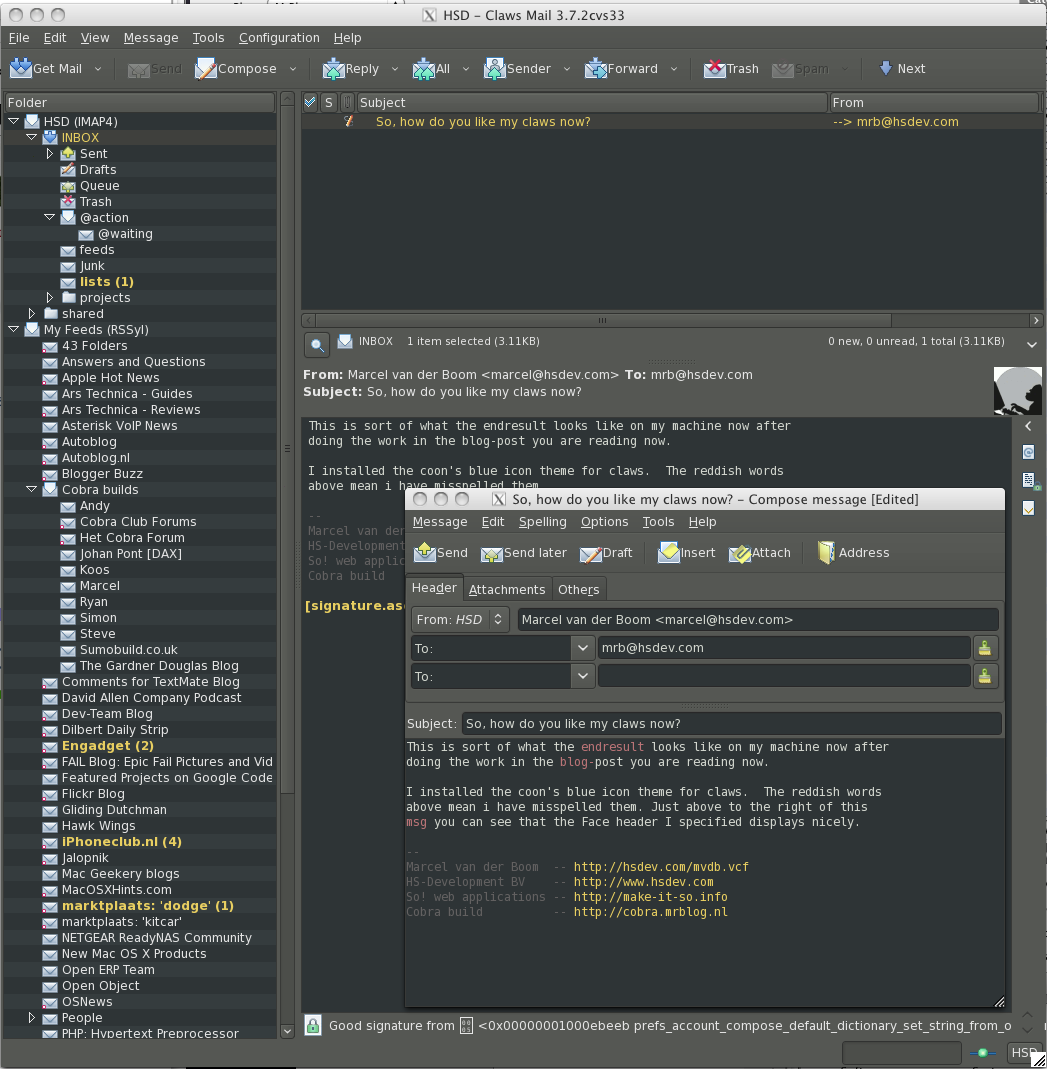 HSD – Claws Mail 3.7.2cvs33
File Edit View Message Tools Configuration Help
Get Mail Send Compose Reply All Sender Forward Trash Spam Next
Folder
HSD (IMAP4)
INBOX
Sent
Drafts
Queue
Trash
@action
@waiting
feeds
Junk
lists (1)
projects
shared
My Feeds (RSSyl)
43 Folders
Answers and Questions
Apple Hot News
Ars Technica - Guides
Ars Technica - Reviews
Asterisk VoIP News
Autoblog
Autoblog.nl
Blogger Buzz
Cobra builds
Andy
Cobra Club Forums
Het Cobra Forum
Johan Pont [DAX]
Koos
Marcel
Ryan
Simon
Steve
Sumobuild.co.uk
The Gardner Douglas Blog
Comments for TextMate Blog
David Allen Company Podcast
Dev-Team Blog
Dilbert Daily Strip
Engadget (2)
FAIL Blog: Epic Fail Pictures and Vid
Featured Projects on Google Code
Flickr Blog
Gliding Dutchman
Hawk Wings
iPhoneclub.nl (4)
Jalopnik
Mac Geekery blogs
MacOSXHints.com
marktplaats: 'dodge' (1)
marktplaats: 'kitcar'
NETGEAR ReadyNAS Community
New Mac OS X Products
Open ERP Team
Open Object
OSNews
People
PHP: Hypertext Preprocessor
S Subject From
So, how do you like my claws now? --> mrb@hsdev.com
INBOX 1 item selected (3.11KB) 0 new, 0 unread, 1 total (3.11KB)
From: Marcel van der Boom <marcel@hsdev.com> To: mrb@hsdev.com
Subject: So, how do you like my claws now?
This is sort of what the endresult looks like on my machine now after
doing the work in the blog-post you are reading now.
I installed the coon's blue icon theme for claws.  The reddish words
above mean i have misspelled them
--
Marcel van der
HS-Development
So! web applic
Cobra build
[signature.as
So, how do you like my claws now? – Compose message [Edited]
Message Edit Spelling Options Tools Help
Send Send later Draft Insert Attach Address
Header Attachments Others
From: HSD Marcel van der Boom <marcel@hsdev.com>
To: mrb@hsdev.com
To:
Subject: So, how do you like my claws now?
This is sort of what the endresult looks like on my machine now after
doing the work in the blog-post you are reading now.
I installed the coon's blue icon theme for claws.  The reddish words
above mean i have misspelled them. Just above to the right of this
msg you can see that the Face header I specified displays nicely.
--
Marcel van der Boom  -- http://hsdev.com/mvdb.vcf
HS-Development BV    -- http://www.hsdev.com
So! web applications -- http://make-it-so.info
Cobra build          -- http://cobra.mrblog.nl
Good signature from <0x00000001000ebeeb prefs_account_compose_default_dictionary_set_string_from_o
HSD